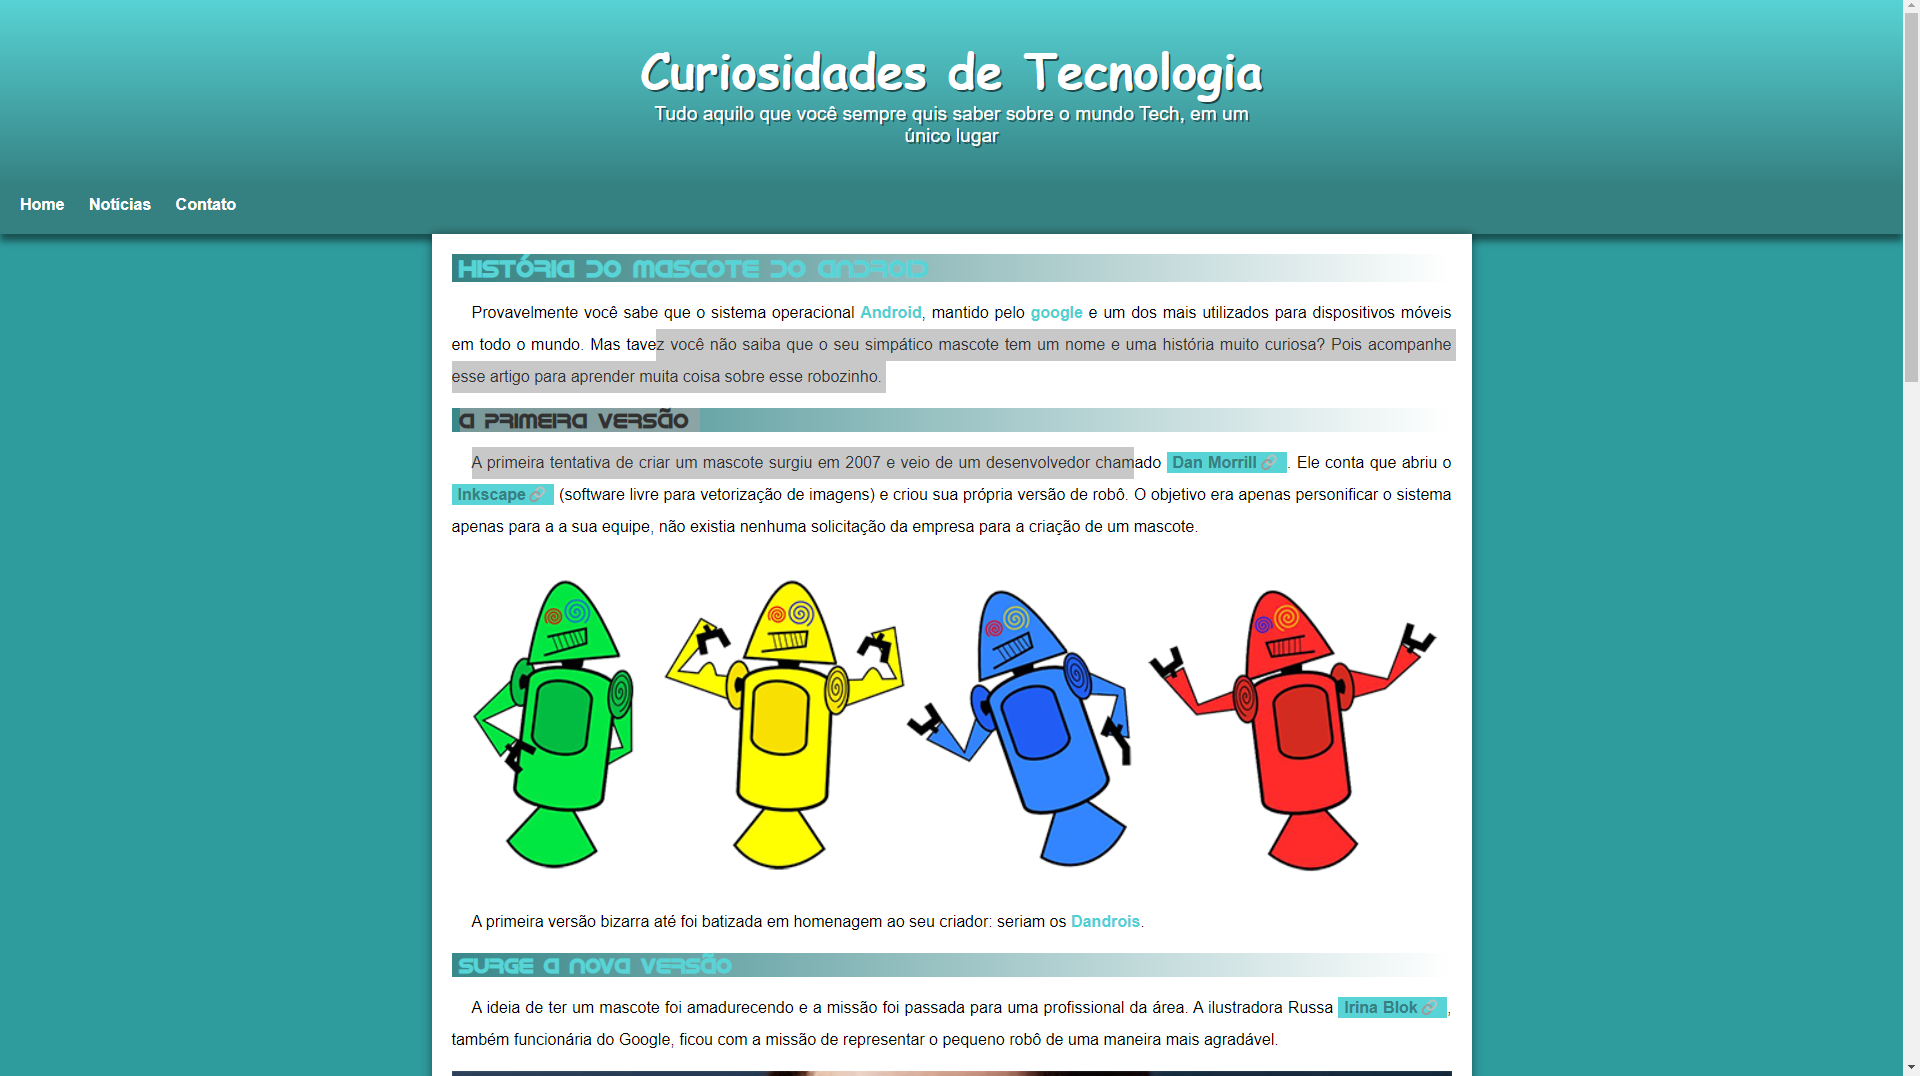 Curiosidades de Tecnologia
Tudo aquilo que você sempre quis saber sobre o mundo Tech, em um
único lugar
Home Notícias Contato
História do mascote do Android
Provavelmente você sabe que o sistema operacional Android, mantido pelo google e um dos mais utilizados para dispositivos móveis
em todo o mundo. Mas tavez você não saiba que o seu simpático mascote tem um nome e uma história muito curiosa? Pois acompanhe
esse artigo para aprender muita coisa sobre esse robozinho.
A primeira versão
A primeira tentativa de criar um mascote surgiu em 2007 e veio de um desenvolvedor chamado Dan Morrill. Ele conta que abriu o
Inkscape (software livre para vetorização de imagens) e criou sua própria versão de robô. O objetivo era apenas personificar o sistema
apenas para a a sua equipe, não existia nenhuma solicitação da empresa para a criação de um mascote.
A primeira versão bizarra até foi batizada em homenagem ao seu criador: seriam os Dandrois.
Surge a nova versão
A ideia de ter um mascote foi amadurecendo e a missão foi passada para uma profissional da área. A ilustradora Russa Irina Blok,
também funcionária do Google, ficou com a missão de representar o pequeno robô de uma maneira mais agradável.